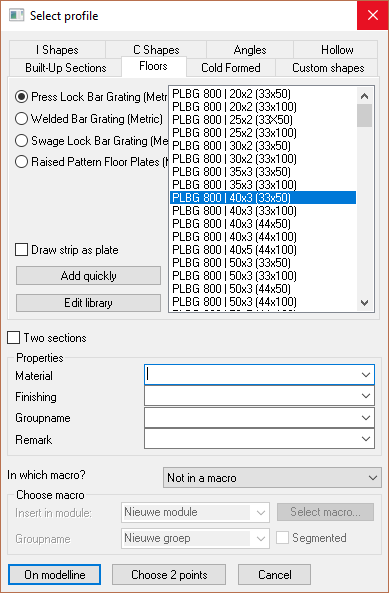 Select profile
I Shapes C Shapes Angles Hollow
Built-Up Sections Floors Cold Formed Custom shapes
Press Lock Bar Grating (Metr
Welded Bar Grating (Metric)
Swage Lock Bar Grating (Me
Raised Pattern Floor Plates (
Draw strip as plate
Add quickly
Edit library
PLBG 800 | 20x2 (33x50)
PLBG 800 | 20x2 (33x100)
PLBG 800 | 25x2 (33X50)
PLBG 800 | 25x2 (33x100)
PLBG 800 | 30x2 (33x50)
PLBG 800 | 30x2 (33x100)
PLBG 800 | 35x3 (33x50)
PLBG 800 | 35x3 (33x100)
PLBG 800 | 40x3 (33x50)
PLBG 800 | 40x3 (33x100)
PLBG 800 | 40x3 (44x50)
PLBG 800 | 40x3 (44x100)
PLBG 800 | 40x5 (44x100)
PLBG 800 | 50x3 (33x50)
PLBG 800 | 50x3 (33x100)
PLBG 800 | 50x3 (44x50)
PLBG 800 | 50x3 (44x100)
Two sections
Properties
Material
Finishing
Groupname
Remark
In which macro? Not in a macro
Choose macro
Insert in modelline: Nieuwe module Select macro...
Groupname Nieuwe groep Segmented
On modelline Choose 2 points Cancel